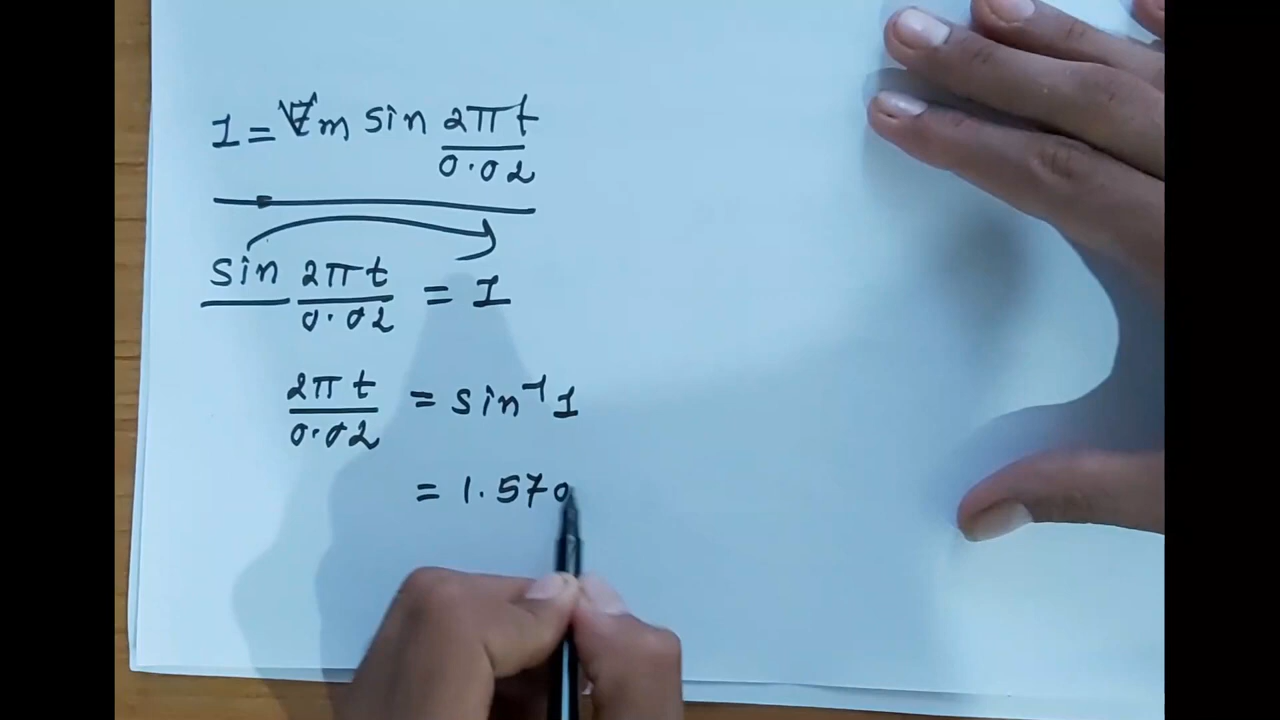 1 = Vm sin 2πt/0.02
sin 2πt/0.02 = 1
2πt/0.02 = sin⁻¹ 1
= 1.570